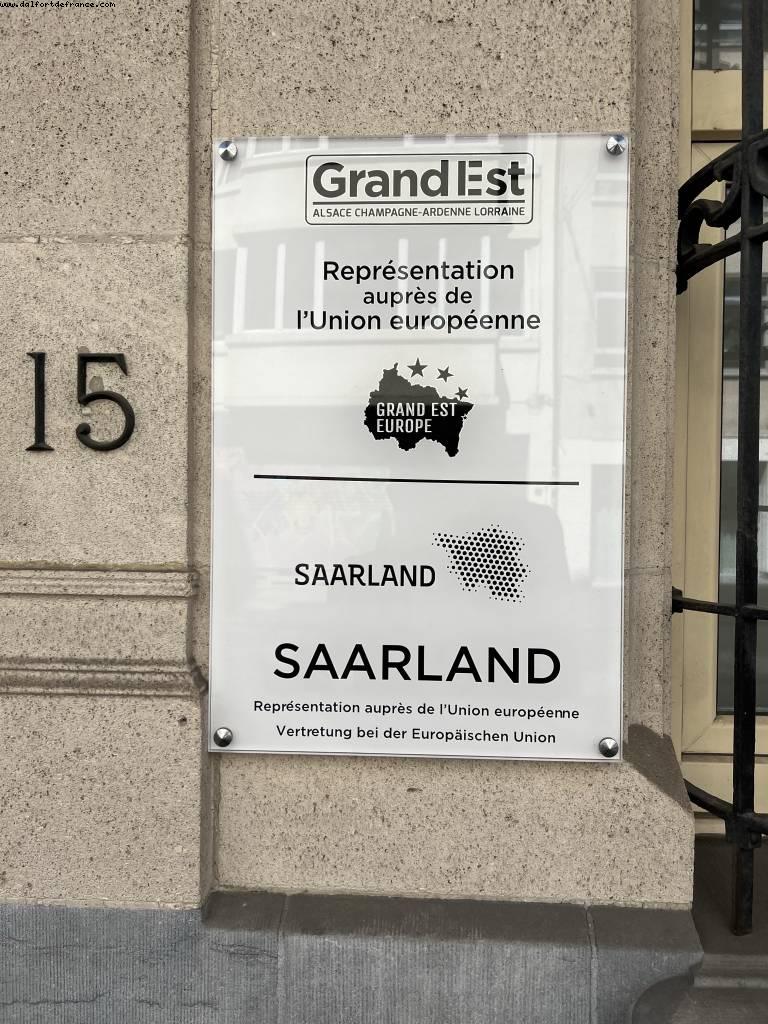 www.dalfortdefrance.com
Grand Est
ALSACE CHAMPAGNE-ARDENNE LORRAINE
Représentation
auprès de
l'Union européenne
GRAND EST
EUROPE
15
SAARLAND
SAARLAND
Représentation auprès de l'Union européenne
Vertretung bei der Europäischen Union